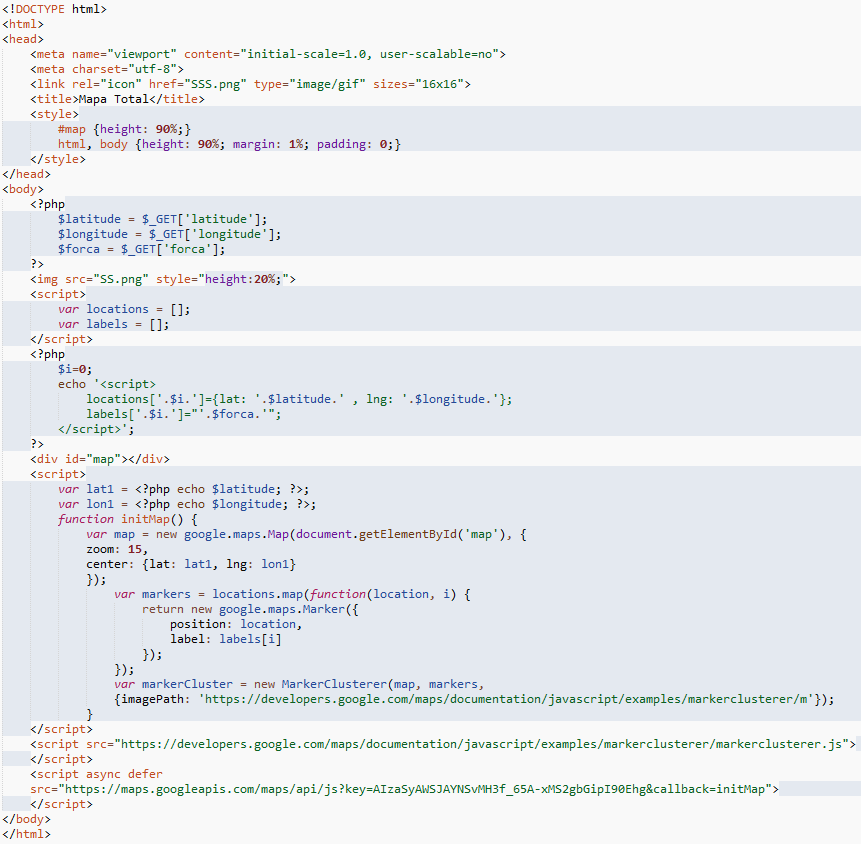 <!DOCTYPE html>
<html>
<head>
    <meta name="viewport" content="initial-scale=1.0, user-scalable=no">
    <meta charset="utf-8">
    <link rel="icon" href="SSS.png" type="image/gif" sizes="16x16">
    <title>Mapa Total</title>
    <style>
        #map {height: 90%;}
        html, body {height: 90%; margin: 1%; padding: 0;}
    </style>
</head>
<body>
    <?php
        $latitude = $_GET['latitude'];
        $longitude = $_GET['longitude'];
        $forca = $_GET['forca'];
    ?>
    <img src="SS.png" style="height:20%;">
    <script>
        var locations = [];
        var labels = [];
    </script>
    <?php
        $i=0;
        echo '<script>
            locations['.$i.']={lat: '.$latitude.' , lng: '.$longitude.'};
            labels['.$i.']="'.$forca.'";
        </script>';
    ?>
    <div id="map"></div>
    <script>
        var lat1 = <?php echo $latitude; ?>;
        var lon1 = <?php echo $longitude; ?>;
        function initMap() {
            var map = new google.maps.Map(document.getElementById('map'), {
            zoom: 15,
            center: {lat: lat1, lng: lon1}
            });
                var markers = locations.map(function(location, i) {
                    return new google.maps.Marker({
                        position: location,
                        label: labels[i]
                    });
                });
                var markerCluster = new MarkerClusterer(map, markers,
                {imagePath: 'https://developers.google.com/maps/documentation/javascript/examples/markerclusterer/m'});
            }
    </script>
    <script src="https://developers.google.com/maps/documentation/javascript/examples/markerclusterer/markerclusterer.js">
    </script>
    <script async defer
    src="https://maps.googleapis.com/maps/api/js?key=AIzaSyAWSJAYNSvMH3f_65A-xMS2gbGipI90Ehg&callback=initMap">
    </script>
</body>
</html>